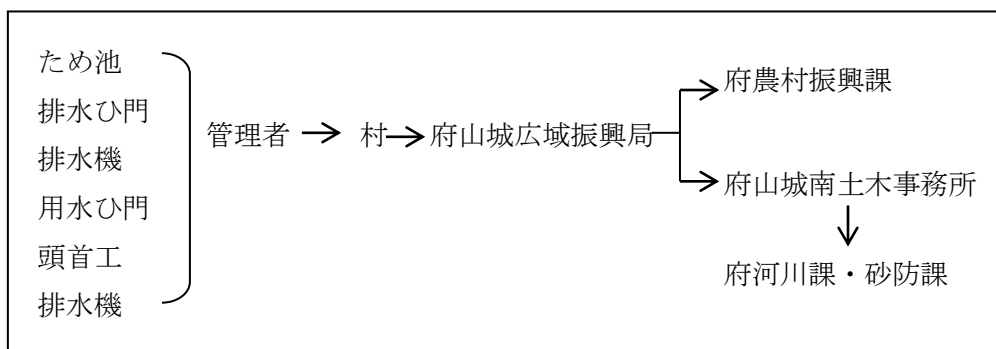 ため池
排水ひ門
排水機
用水ひ門
頭首工
排水機
管理者 → 村 → 府山城広域振興局
府農村振興課
府山城南土木事務所
府河川課・砂防課